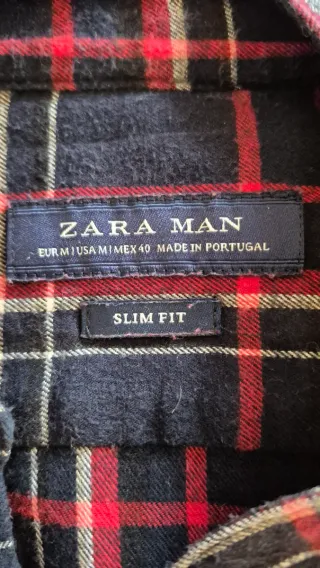 ZARA MAN
EUR M | USA M | MEX 40 MADE IN PORTUGAL
SLIM FIT